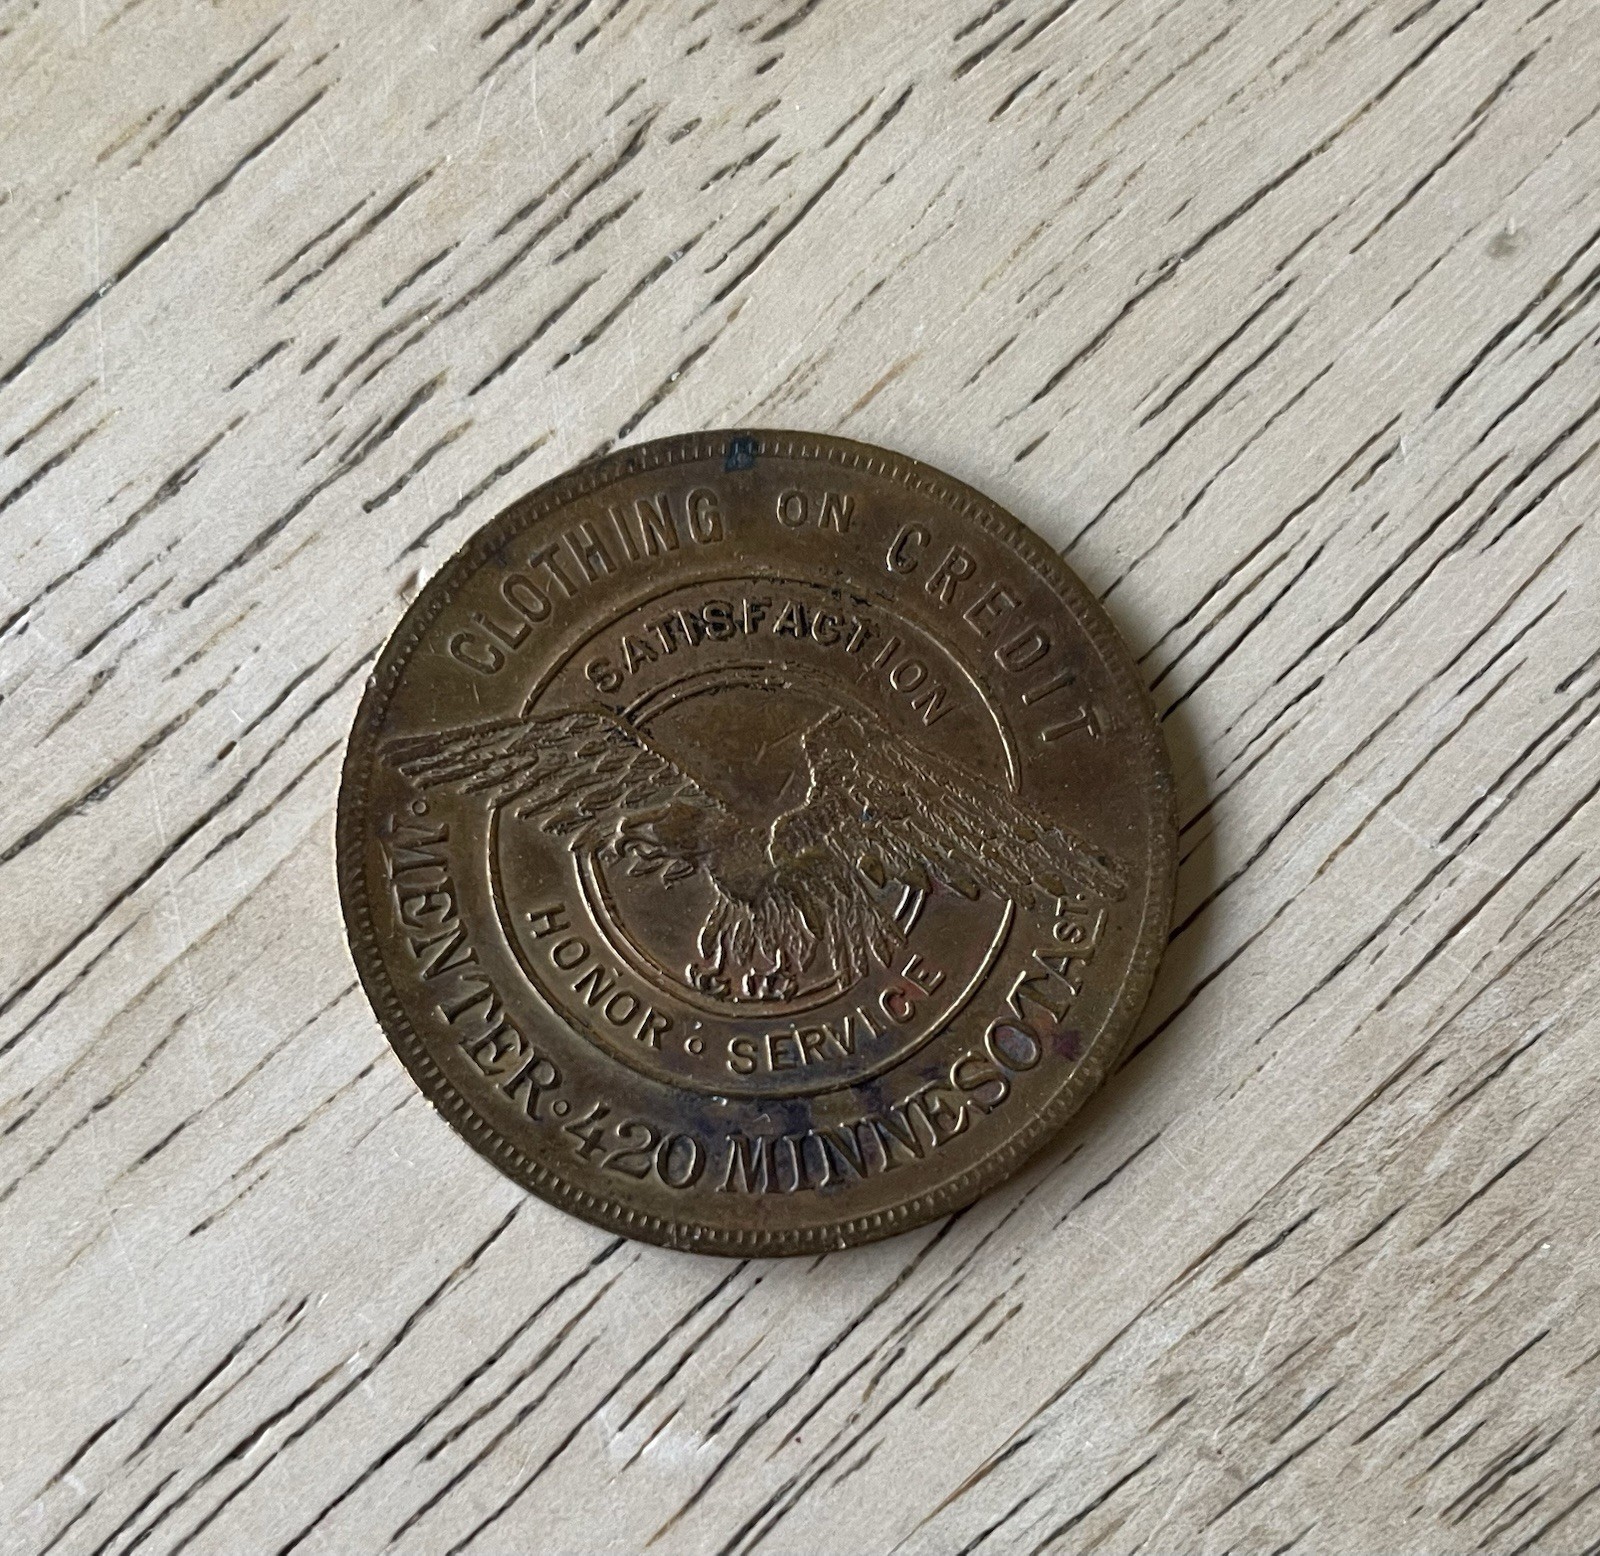 CLOTHING ON CREDIT
SATISFACTION
HONOR ∘ SERVICE
·MENTER·420 MINNESOTA ST.